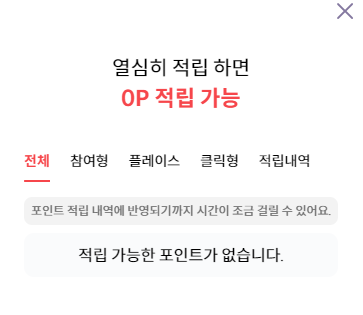 열심히 적립 하면
0P 적립 가능
전체 참여형 플레이스 클릭형 적립내역
포인트 적립 내역에 반영되기까지 시간이 조금 걸릴 수 있어요.
적립 가능한 포인트가 없습니다.